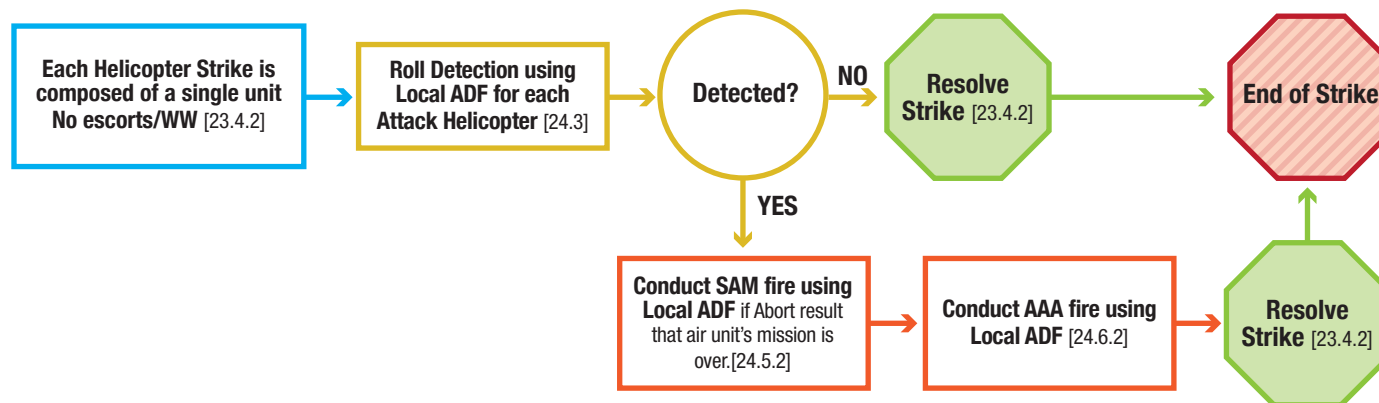 Each Helicopter Strike is
composed of a single unit
No escorts/WW [23.4.2]
Roll Detection using
Local ADF for each
Attack Helicopter [24.3]
Detected?
NO
Resolve
Strike [23.4.2]
End of Strike
YES
Conduct SAM fire using
Local ADF if Abort result
that air unit's mission is
over.[24.5.2]
Conduct AAA fire using
Local ADF [24.6.2]
Resolve
Strike [23.4.2]